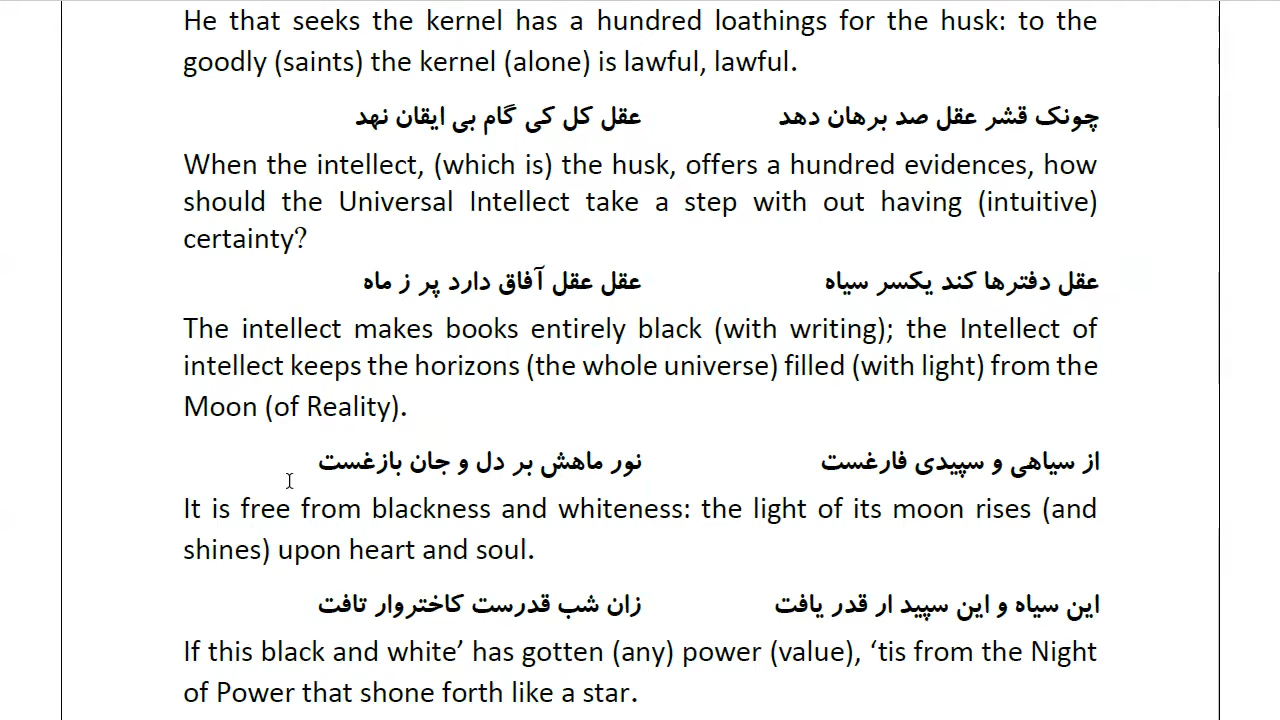 He that seeks the kernel has a hundred loathings for the husk: to the
goodly (saints) the kernel (alone) is lawful, lawful.
چونک قشر عقل صد برهان دهد عقل کل کی گام بی ایقان نهد
When the intellect, (which is) the husk, offers a hundred evidences, how
should the Universal Intellect take a step with out having (intuitive)
certainty?
عقل دفترها کند یکسر سیاه عقل عقل آفاق دارد پر ز ماه
The intellect makes books entirely black (with writing); the Intellect of
intellect keeps the horizons (the whole universe) filled (with light) from the
Moon (of Reality).
از سیاهی و سپیدی فارغست نور ماهش بر دل و جان بازغست
It is free from blackness and whiteness: the light of its moon rises (and
shines) upon heart and soul.
این سیاه و این سپید ار قدر یافت زان شب قدرست کاختروار تافت
If this black and white’ has gotten (any) power (value), ‘tis from the Night
of Power that shone forth like a star.